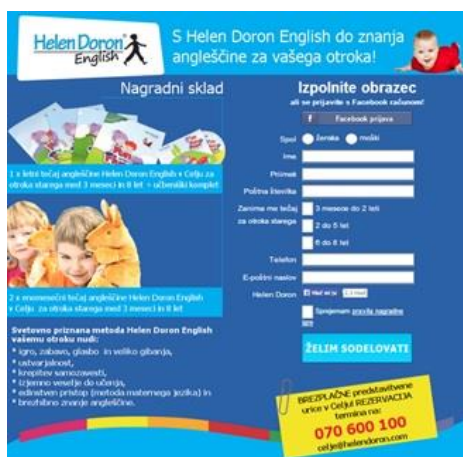 Helen Doron
English
S Helen Doron English do znanja
angleščine za vašega otroka!
Nagradni sklad
1 x letni tečaj angleščine Helen Doron English v Celju za
otroka starega med 3 meseci in 8 let + učbeniški komplet
2 x enomesečni tečaj angleščine Helen Doron English
v Celju za otroka starega med 3 meseci in 8 let
Svetovno priznana metoda Helen Doron English
vašemu otroku nudi:
* igro, zabavo, glasbo in veliko gibanja,
* ustvarjalnost,
* krepitev samozavesti,
* izjemno veselje do učenja,
* edinstven pristop (metoda maternega jezika) in
* brezhibno znanje angleščine.
Izpolnite obrazec
ali se prijavite s Facebook računom!
f Facebook prijava
Spol ženska moški
Ime
Priimek
Poštna številka
Zanima me tečaj
za otroka starega
3 mesece do 2 leti
2 do 5 let
6 do 8 let
Telefon
E-poštni naslov
Helen Doron
Spejemam pravila nagradne
igre
ŽELIM SODELOVATI
BREZPLAČNE predstavitvene
urice v Celju! REZERVACIJA
termina na:
070 600 100
celje@helendoron.com